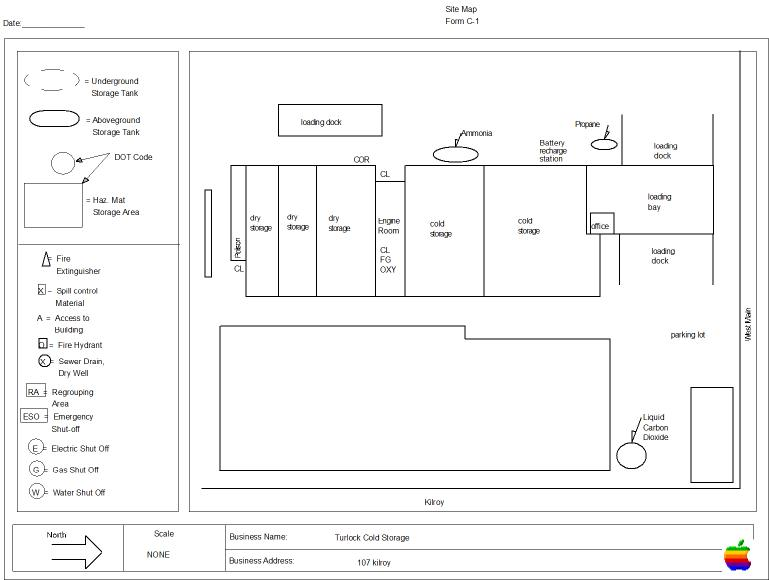 Site Map
Form C-1
Date:
= Underground
Storage Tank
= Aboveground
Storage Tank
DOT Code
= Haz. Mat
Storage Area
= Fire
Extinguisher
X = Spill control
Material
A = Access to
Building
= Fire Hydrant
X = Sewer Drain,
Dry Well
RA = Regrouping
Area
ESO = Emergency
Shut-off
E = Electric Shut Off
G = Gas Shut Off
W = Water Shut Off
loading dock
Ammonia
Propane
Battery
recharge
station
loading
dock
COR
CL
Poison
CL
dry
storage
dry
storage
dry
storage
Engine
Room
CL
FG
OXY
cold
storage
cold
storage
office
loading
bay
loading
dock
parking lot
West Main
Liquid
Carbon
Dioxide
Kilroy
North
Scale
NONE
Business Name: Turlock Cold Storage
Business Address: 107 kilroy